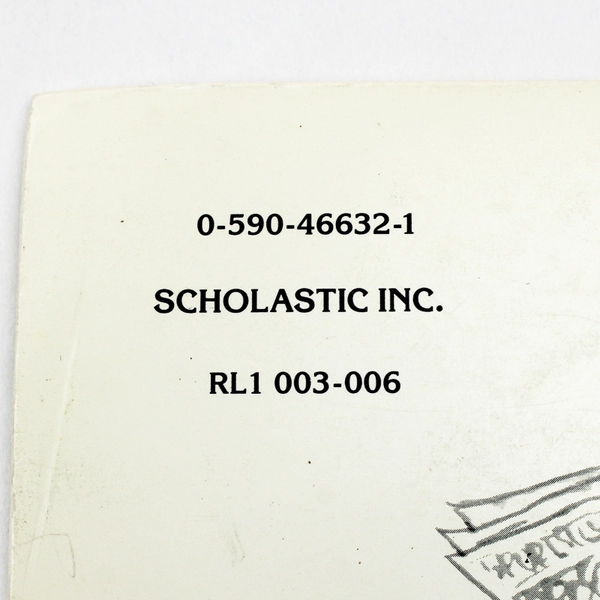 0-590-46632-1
SCHOLASTIC INC.
RL1 003-006